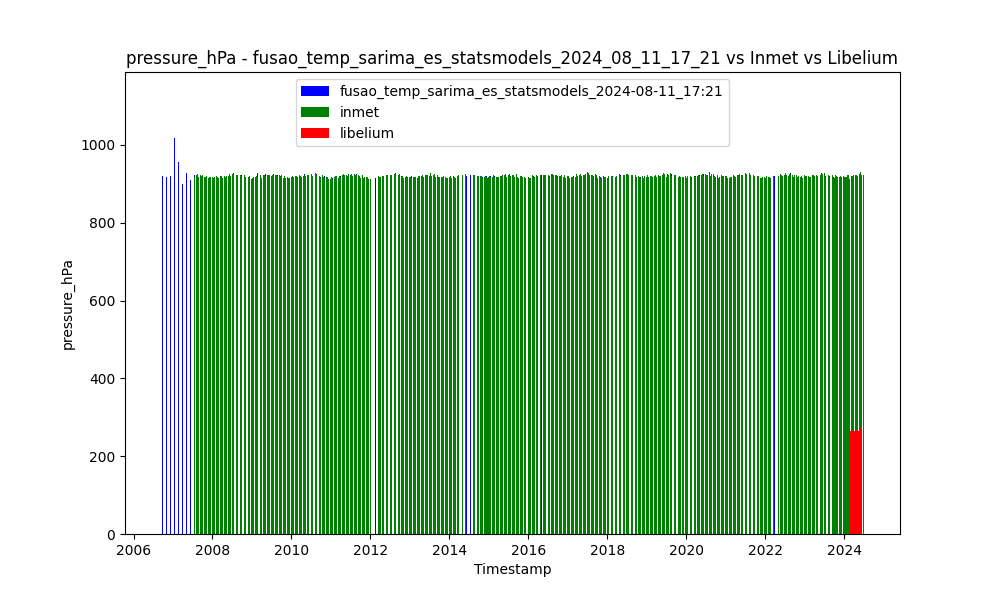 pressure_hPa - fusao_temp_sarima_es_statsmodels_2024_08_11_17_21 vs Inmet vs Libelium
fusao_temp_sarima_es_statsmodels_2024-08-11_17:21
inmet
libelium
pressure_hPa
1000
800
600
400
200
0
2006 2008 2010 2012 2014 2016 2018 2020 2022 2024
Timestamp